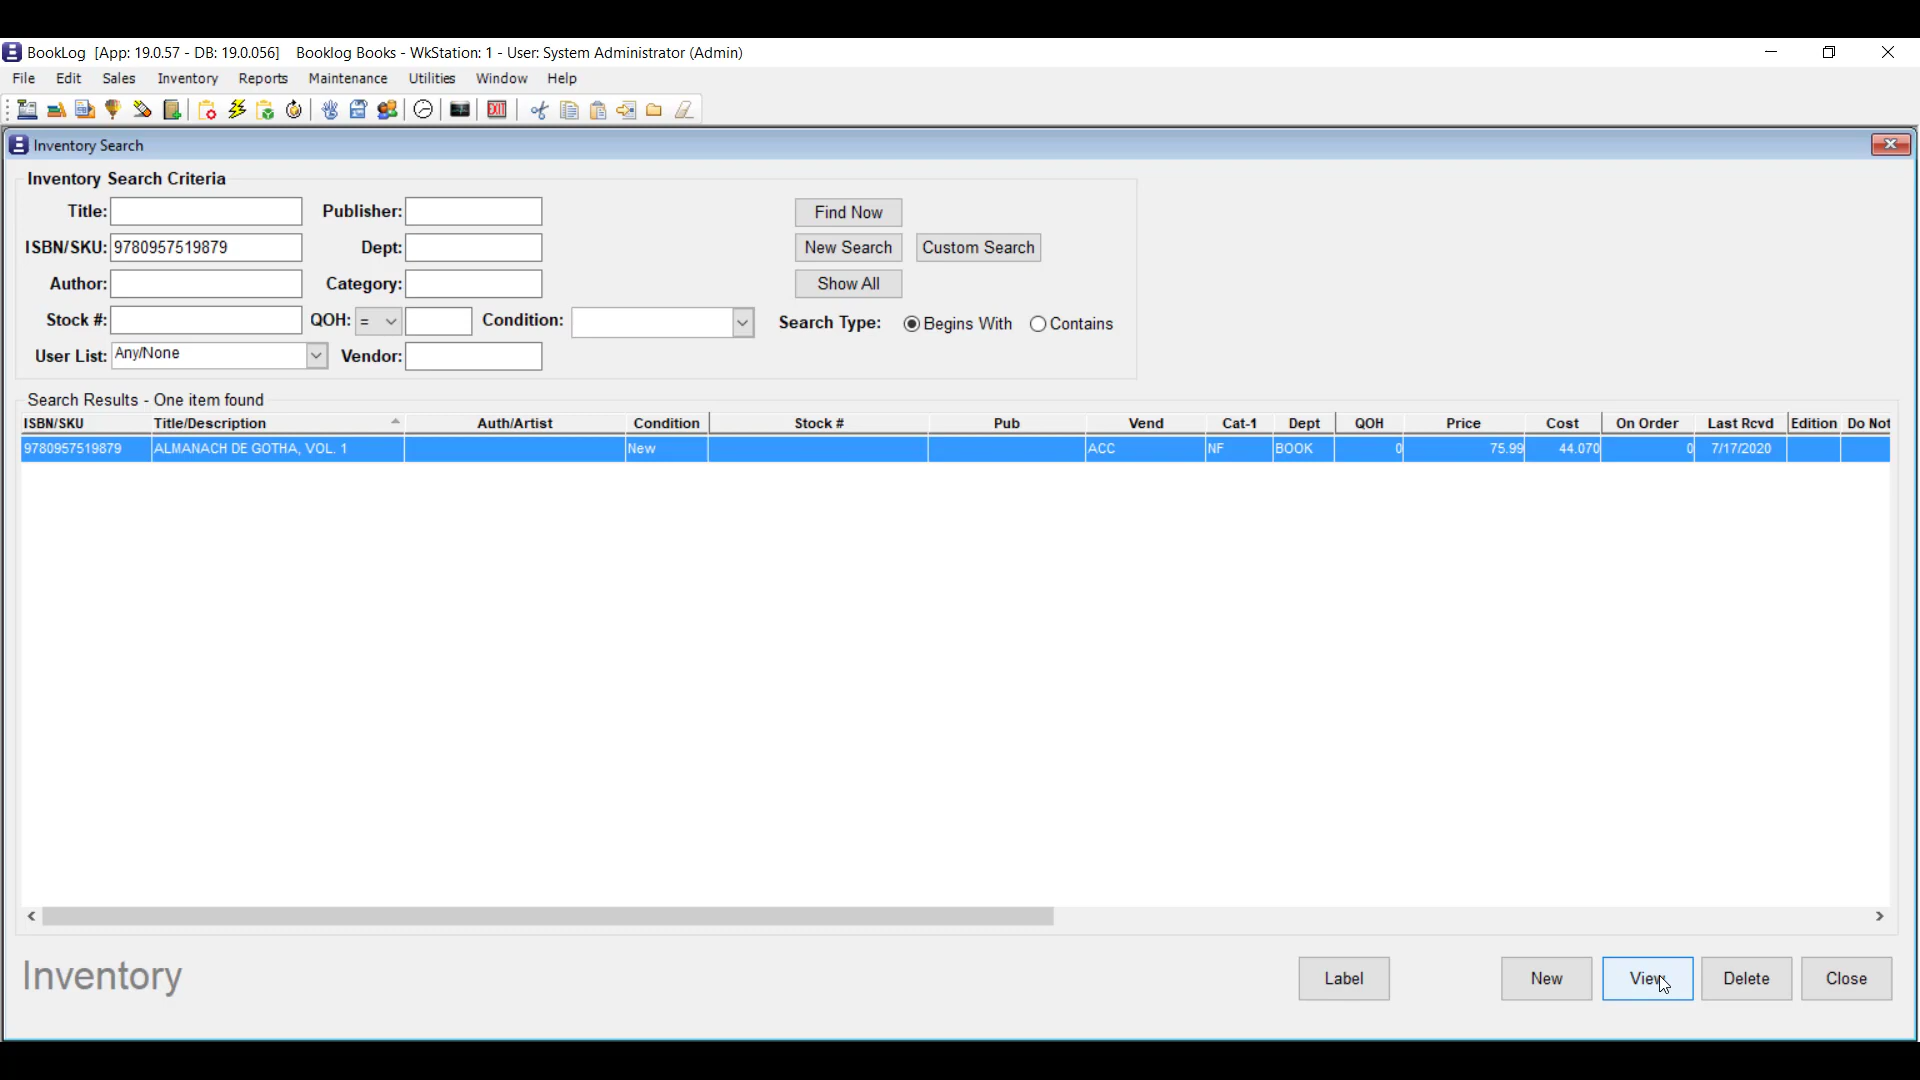 BookLog [App: 19.0.57 - DB: 19.0.056] Booklog Books - WkStation: 1 - User: System Administrator (Admin)
File Edit Sales Inventory Reports Maintenance Utilities Window Help
EXIT
Inventory Search
Inventory Search Criteria
Title: Publisher: Find Now
ISBN/SKU: 9780957519879 Dept: New Search Custom Search
Author: Category: Show All
Stock #: QOH: = Condition: Search Type: Begins With Contains
User List: Any/None Vendor:
Search Results - One item found
ISBN/SKU Title/Description Auth/Artist Condition Stock # Pub Vend Cat-1 Dept QOH Price Cost On Order Last Rcvd Edition Do Not
9780957519879 ALMANACH DE GOTHA, VOL. 1 New ACC NF BOOK 0 75.99 44.070 0 7/17/2020
Inventory Label New View Delete Close